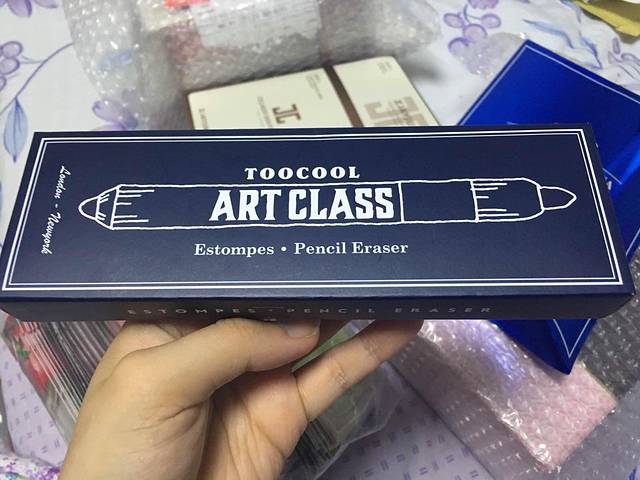 TOOCOOL
ART CLASS
Estompes • Pencil Eraser
London - Newyork
ESTOMPES · PENCIL ERASER